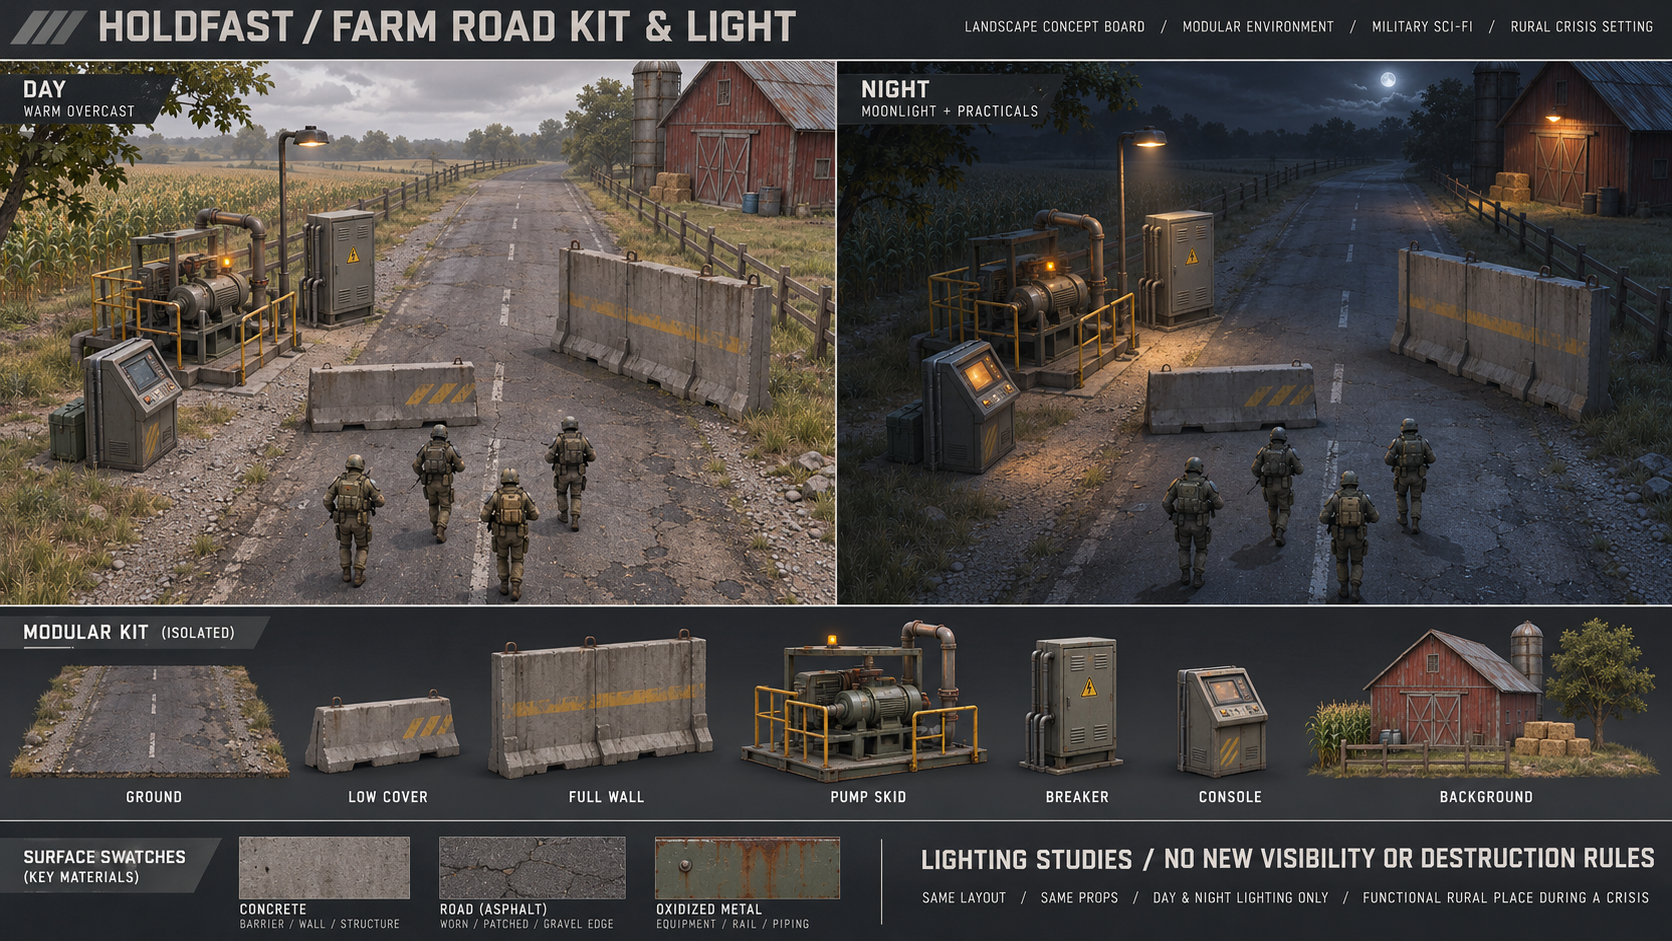 HOLDFAST / FARM ROAD KIT & LIGHT
LANDSCAPE CONCEPT BOARD / MODULAR ENVIRONMENT / MILITARY SCI-FI / RURAL CRISIS SETTING
DAY
WARM OVERCAST
NIGHT
MOONLIGHT + PRACTICALS
MODULAR KIT (ISOLATED)
GROUND
LOW COVER
FULL WALL
PUMP SKID
BREAKER
CONSOLE
BACKGROUND
SURFACE SWATCHES
(KEY MATERIALS)
CONCRETE
BARRIER / WALL / STRUCTURE
ROAD (ASPHALT)
WORN / PATCHED / GRAVEL EDGE
OXIDIZED METAL
EQUIPMENT / RAIL / PIPING
LIGHTING STUDIES / NO NEW VISIBILITY OR DESTRUCTION RULES
SAME LAYOUT / SAME PROPS / DAY & NIGHT LIGHTING ONLY / FUNCTIONAL RURAL PLACE DURING A CRISIS